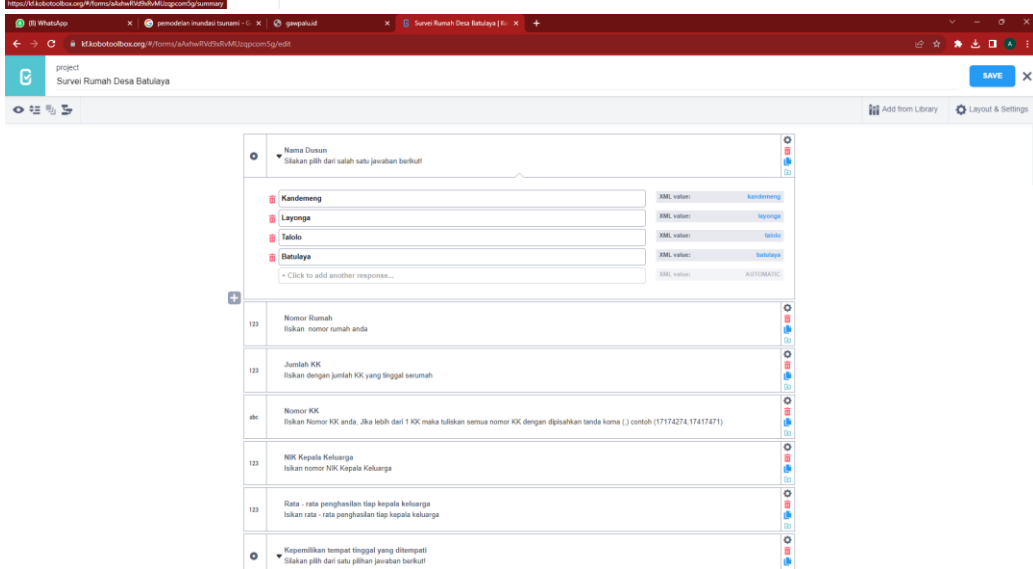 https://kf.kobotoolbox.org/#/forms/aAxhwRVd9xRvMUzqpcom5g/summary
(8) WhatsApp
pemodelan inundasi tsunami - G
gawpalu.id
Survei Rumah Desa Batulaya | Ko
kf.kobotoolbox.org/#/forms/aAxhwRVd9xRvMUzqpcom5g/edit
project
Survei Rumah Desa Batulaya
SAVE
Add from Library
Layout & Settings
Nama Dusun
Silakan pilih dari salah satu jawaban berikut!
Kandemeng
XML value:
kandemeng
Layonga
XML value:
layonga
Talolo
XML value:
talolo
Batulaya
XML value:
batulaya
+ Click to add another response...
XML value:
AUTOMATIC
123
Nomor Rumah
IIsikan nomor rumah anda
123
Jumlah KK
IIsikan dengan jumlah KK yang tinggal serumah
abc
Nomor KK
IIsikan Nomor KK anda, Jika lebih dari 1 KK maka tuliskan semua nomor KK dengan dipisahkan tanda koma (,) contoh (17174274,17417471)
123
NIK Kepala Keluarga
Isikan nomor NIK Kapala Keluarga
123
Rata - rata penghasilan tiap kepala keluarga
Isikan rata - rata penghasilan tiap kepala keluarga
Kepemilikan tempat tinggal yang ditempati
Silakan pilih dari satu pilihan jawaban berikut!